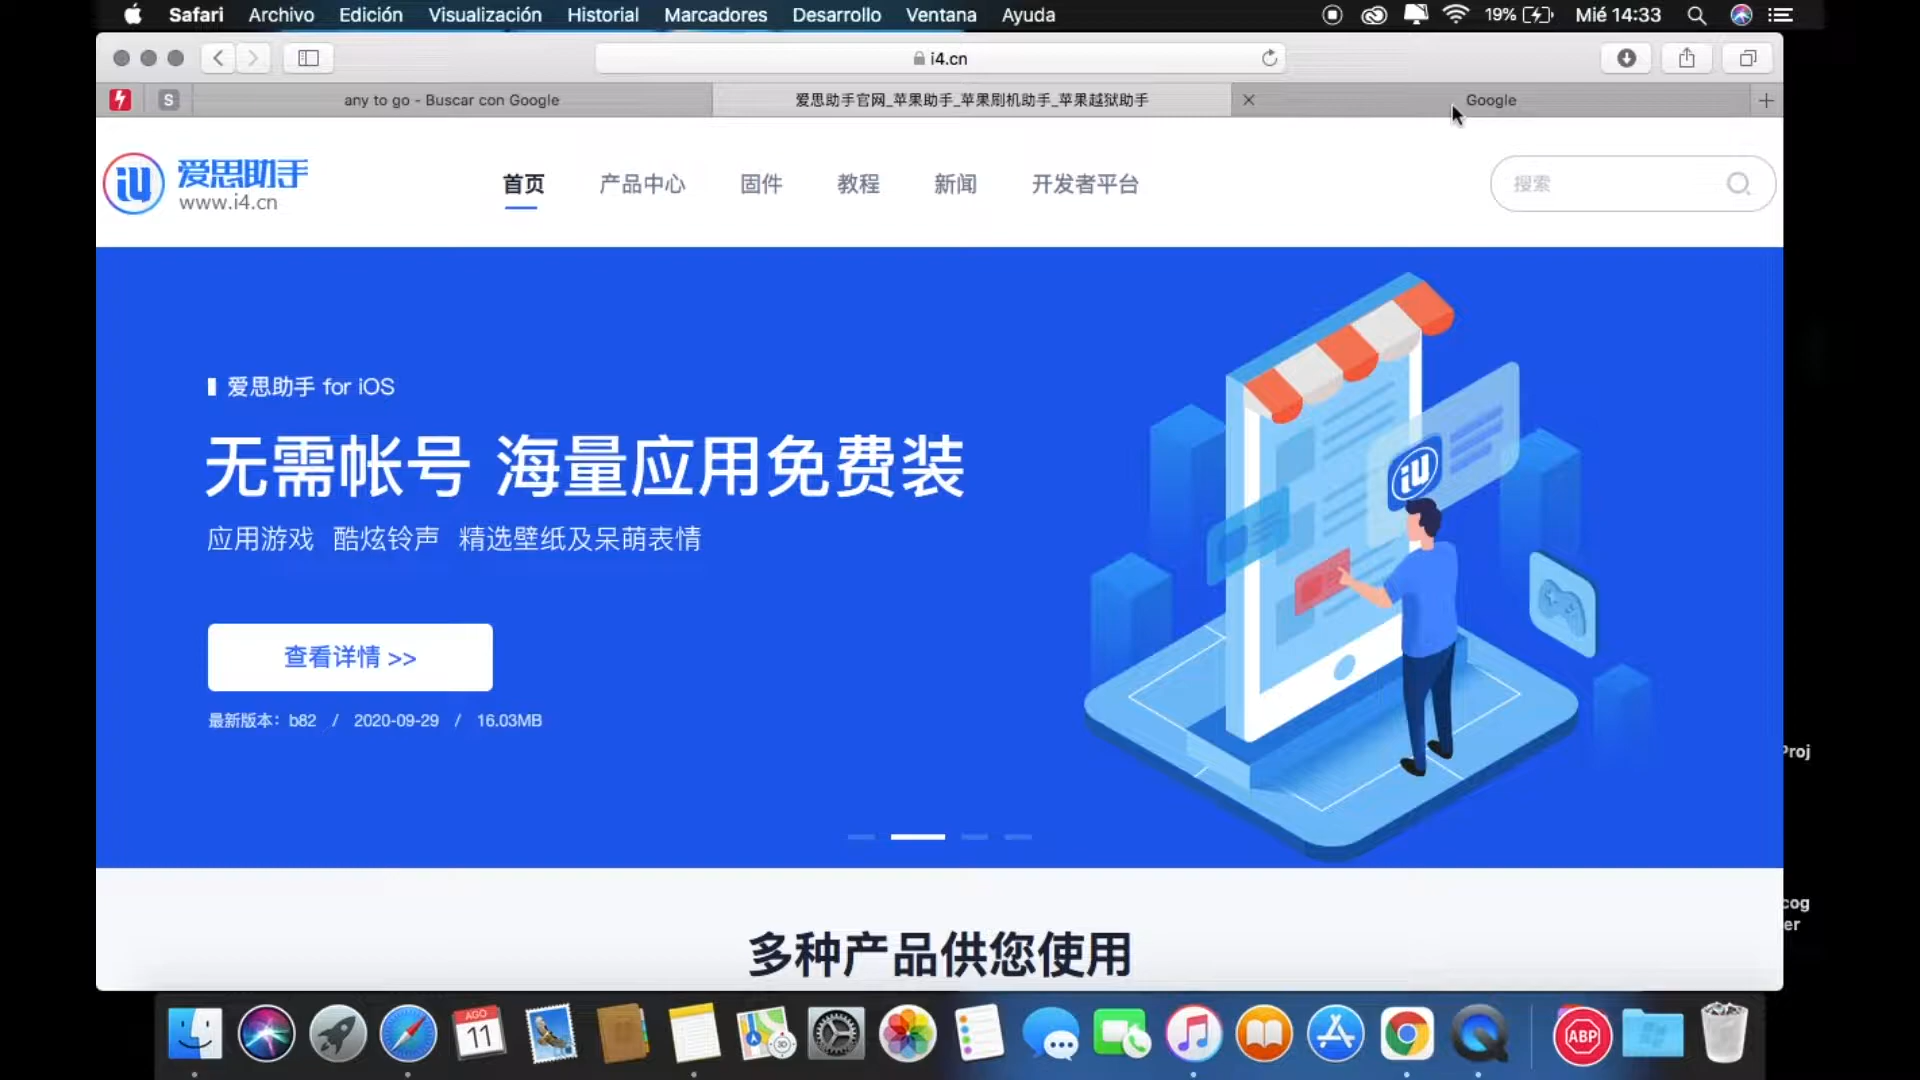 Safari Archivo Edición Visualización Historial Marcadores Desarrollo Ventana Ayuda 19% Mié 14:33
i4.cn
S any to go - Buscar con Google 爱思助手官网_苹果助手_苹果刷机助手_苹果越狱助手 Google
iU 爱思助手
www.i4.cn
首页 产品中心 固件 教程 新闻 开发者平台 搜索
爱思助手 for iOS
无需帐号 海量应用免费装
应用游戏 酷炫铃声 精选壁纸及呆萌表情
iU
查看详情 >>
最新版本：b82 / 2020-09-29 / 16.03MB
Proj
cog
er
多种产品供您使用
AGO
11
3D
ABP